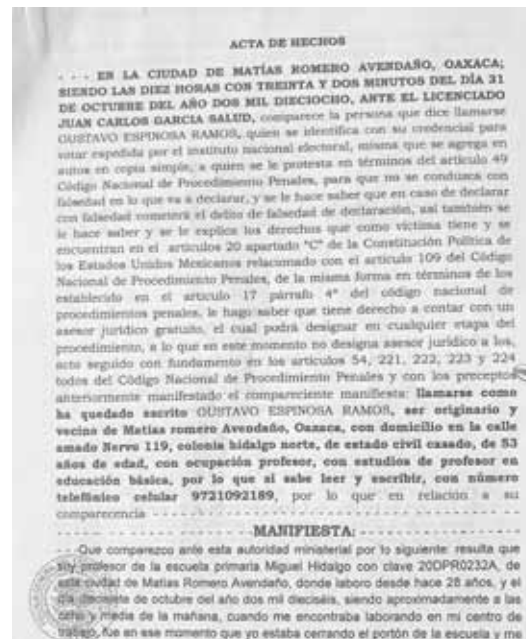 ACTA DE HECHOS
- - - EN LA CIUDAD DE MATÍAS ROMERO AVENDAÑO, OAXACA;
SIENDO LAS DIEZ HORAS CON TREINTA Y DOS MINUTOS DEL DÍA 31
DE OCTUBRE DEL AÑO DOS MIL DIECIOCHO, ANTE EL LICENCIADO
JUAN CARLOS GARCIA SALUD, comparece la persona que dice llamarse
GUSTAVO ESPINOSA RAMOS, quien se identifica con su credencial para
votar expedida por el instituto nacional electoral, misma que se agrega en
autos en copia simple, a quien se le protesta en términos del artículo 49
Código Nacional de Procedimiento Penales, para que no se conduzca con
falsedad en lo que va a declarar, y se le hace saber que en caso de declarar
con falsedad cometerá el delito de falsedad de declaración, así también se
le hace saber y se le explica los derechos que como víctima tiene y se
encuentran en el artículos 20 apartado "C" de la Constitución Política de
los Estados Unidos Mexicanos relacionado con el artículo 109 del Código
Nacional de Procedimiento Penales, de la misma forma en términos de los
establecido en el artículo 17 párrafo 4° del código nacional de
procedimientos penales, le hago saber que tiene derecho a contar con un
asesor jurídico gratuito, el cual podrá designar en cualquier etapa del
procedimiento, a lo que en este momento no designa asesor jurídico a los,
acto seguido con fundamento en los artículos 54, 221, 222, 223 y 224
todos del Código Nacional de Procedimiento Penales y con los preceptos
anteriormente manifestado el compareciente manifiesta: llamarse como
ha quedado escrito GUSTAVO ESPINOSA RAMOS, ser originario y
vecino de Matías romero Avendaño, Oaxaca, con domicilio en la calle
amado Nervo 119, colonia hidalgo norte, de estado civil casado, de 53
años de edad, con ocupación profesor, con estudios de profesor en
educación básica, por lo que si sabe leer y escribir, con número
telefónico celular 9721092189, por lo que en relación a su
comparecencia - - - - - - - - - - - - - - - - - - - - - - - - - - - - - -
- - - - - - - - - - - - - - - MANIFIESTA: - - - - - - - - - - - - - - -
- - - Que comparezco ante esta autoridad ministerial por lo siguiente: resulta que
soy profesor de la escuela primaria Miguel Hidalgo con clave 20DPR0232A, de
esta ciudad de Matías Romero Avendaño, donde laboro desde hace 28 años, y el
día de octubre del año dos mil dieciséis, siendo aproximadamente a las
ocho y media de la mañana, cuando me encontraba laborando en mi centro de
trabajo, fue en ese momento que yo estaba cerrando el portón de la escuela y mi